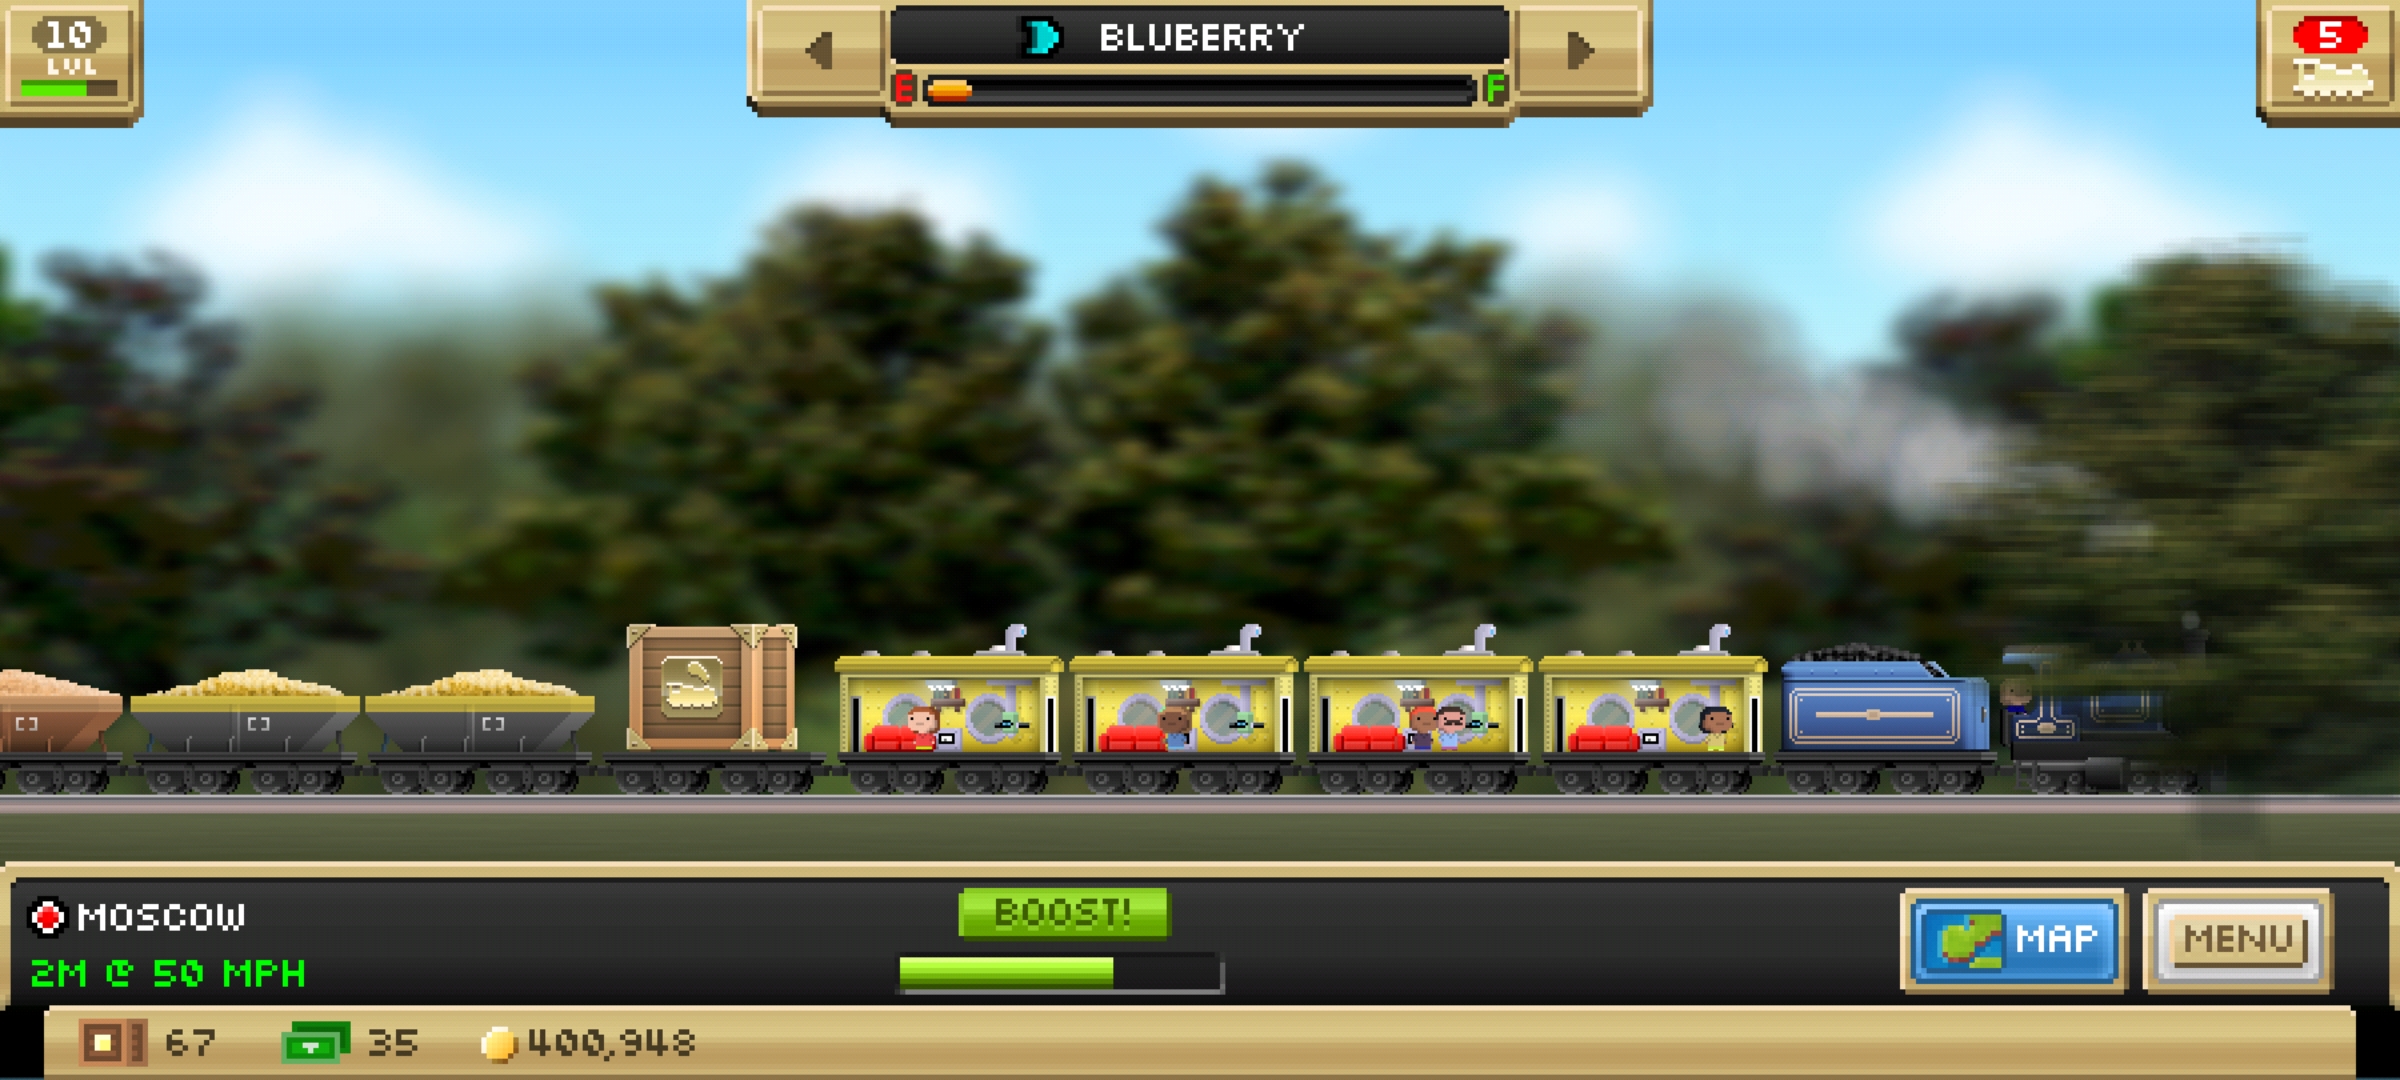 10
LVL
BLUBERRY
E F
5
MOSCOW
2M @ 50 MPH
BOOST!
MAP
MENU
67 35 400,948